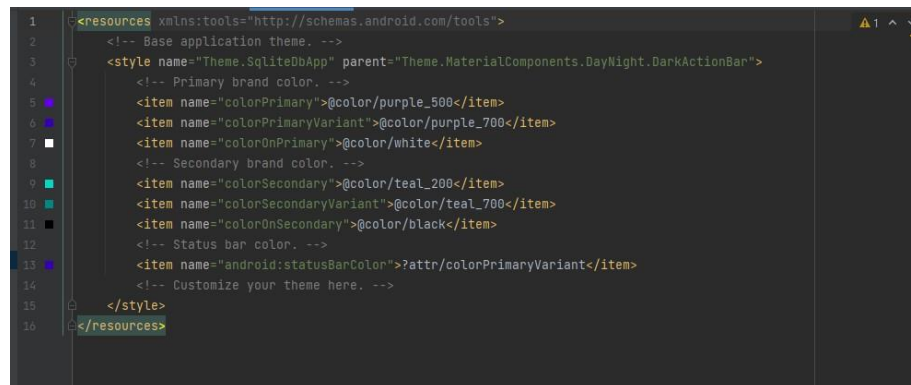 1 <resources xmlns:tools="http://schemas.android.com/tools"> 1
2 <!-- Base application theme. -->
3 <style name="Theme.SqliteDbApp" parent="Theme.MaterialComponents.DayNight.DarkActionBar">
4 <!-- Primary brand color. -->
5 <item name="colorPrimary">@color/purple_500</item>
6 <item name="colorPrimaryVariant">@color/purple_700</item>
7 <item name="colorOnPrimary">@color/white</item>
8 <!-- Secondary brand color. -->
9 <item name="colorSecondary">@color/teal_200</item>
10 <item name="colorSecondaryVariant">@color/teal_700</item>
11 <item name="colorOnSecondary">@color/black</item>
12 <!-- Status bar color. -->
13 <item name="android:statusBarColor">?attr/colorPrimaryVariant</item>
14 <!-- Customize your theme here. -->
15 </style>
16 </resources>